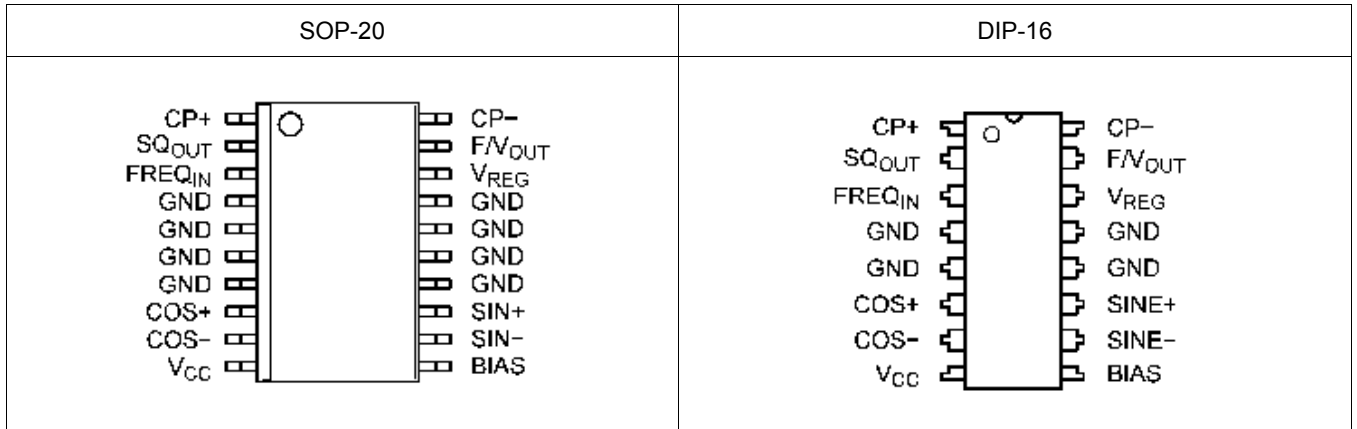 SOP-20
DIP-16
CP+ CP−
SQOUT F/VOUT
FREQIN VREG
GND GND
GND GND
GND GND
GND GND
COS+ SIN+
COS− SIN−
VCC BIAS
CP+ CP−
SQOUT F/VOUT
FREQIN VREG
GND GND
GND GND
COS+ SINE+
COS− SINE−
VCC BIAS